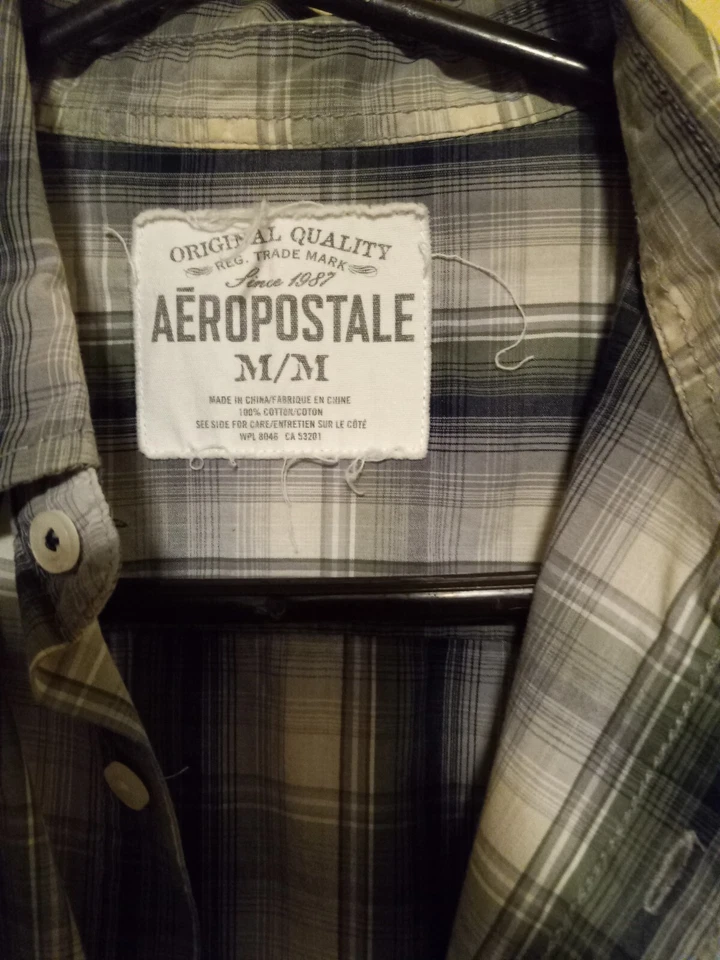 ORIGINAL QUALITY
REG. TRADE MARK
Since 1987
AĒROPOSTALE
M/M
MADE IN CHINA/FABRIQUE EN CHINE
100% COTTON/COTON
SEE SIDE FOR CARE/ENTRETIEN SUR LE CÔTÉ
WPL 8046 CA 53201